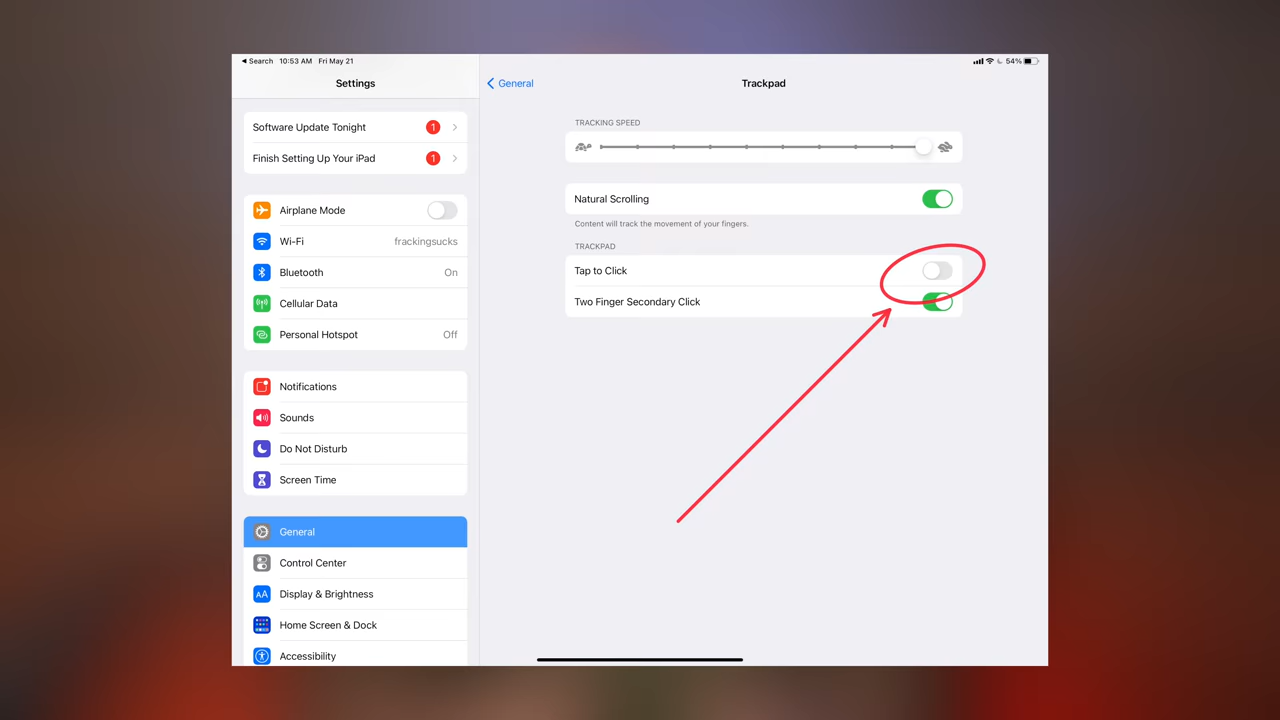 Search 10:53 AM Fri May 21
54%
Settings
General
Trackpad
Software Update Tonight 1
Finish Setting Up Your iPad 1
Airplane Mode
Wi-Fi frackingsucks
Bluetooth On
Cellular Data
Personal Hotspot Off
Notifications
Sounds
Do Not Disturb
Screen Time
General
Control Center
AA Display & Brightness
Home Screen & Dock
Accessibility
TRACKING SPEED
Natural Scrolling
Content will track the movement of your fingers.
TRACKPAD
Tap to Click
Two Finger Secondary Click